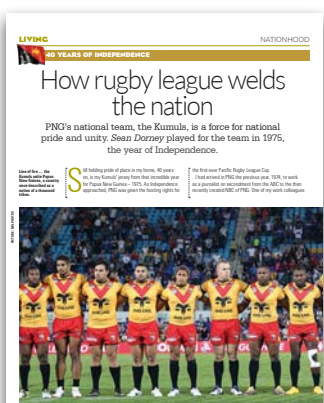 LIVING
NATIONHOOD
40 YEARS OF INDEPENDENCE
How rugby league welds
the nation
PNG's national team, the Kumuls, is a force for national
pride and unity. Sean Dorney played for the team in 1975,
the year of Independence.
Line of fire ... the
Kumuls unite Papua
New Guinea, a country
once described as a
nation of a thousand
tribes.
Still holding pride of place in my home, 40 years
on, is my Kumuls' jersey from that incredible year
for Papua New Guinea – 1975. As Independence
approached, PNG was given the hosting rights for
the first-ever Pacific Rugby League Cup.
I had arrived in PNG the previous year, 1974, to work
as a journalist on secondment from the ABC to the then
recently created NBC of PNG. One of my work colleagues